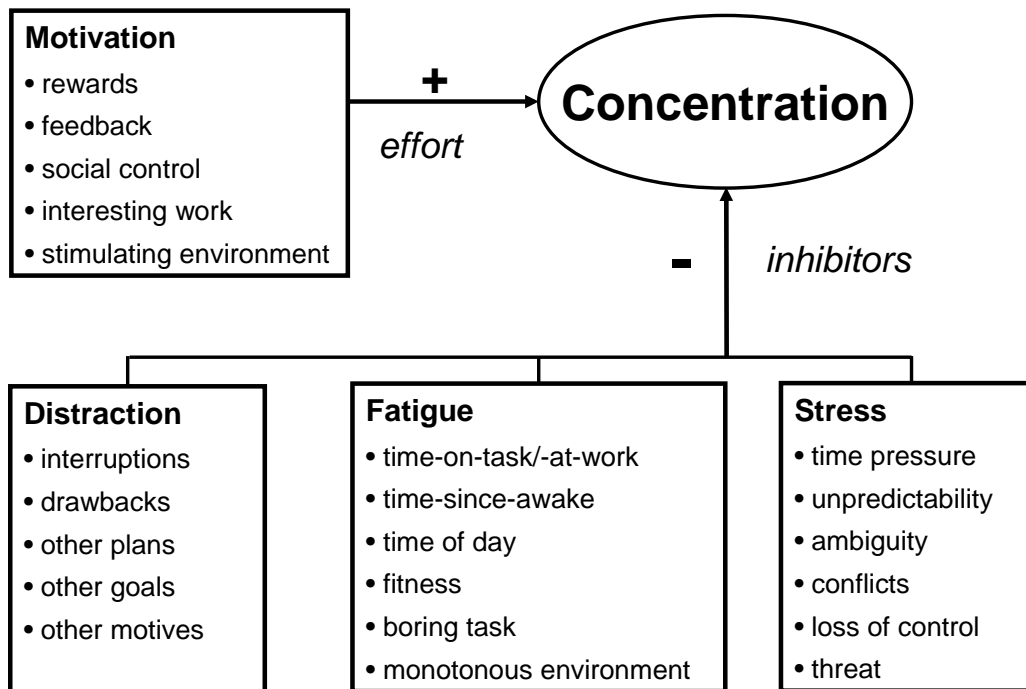 Motivation
• rewards
• feedback
• social control
• interesting work
• stimulating environment
+
effort
Concentration
-
inhibitors
Distraction
• interruptions
• drawbacks
• other plans
• other goals
• other motives
Fatigue
• time-on-task/-at-work
• time-since-awake
• time of day
• fitness
• boring task
• monotonous environment
Stress
• time pressure
• unpredictability
• ambiguity
• conflicts
• loss of control
• threat